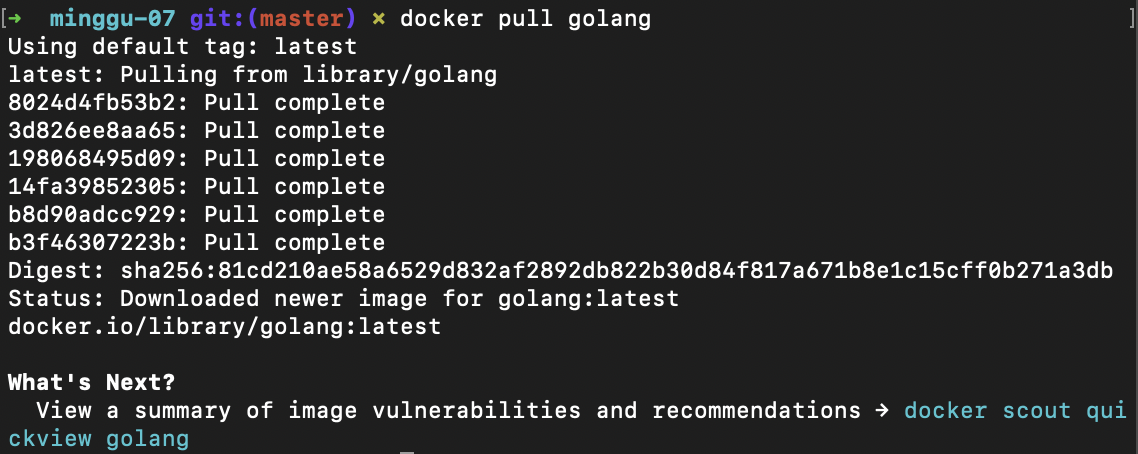 [➜  minggu-07 git:(master) × docker pull golang ]
Using default tag: latest
latest: Pulling from library/golang
8024d4fb53b2: Pull complete
3d826ee8aa65: Pull complete
198068495d09: Pull complete
14fa39852305: Pull complete
b8d90adcc929: Pull complete
b3f46307223b: Pull complete
Digest: sha256:81cd210ae58a6529d832af2892db822b30d84f817a671b8e1c15cff0b271a3db
Status: Downloaded newer image for golang:latest
docker.io/library/golang:latest
What's Next?
View a summary of image vulnerabilities and recommendations → docker scout qui
ckview golang